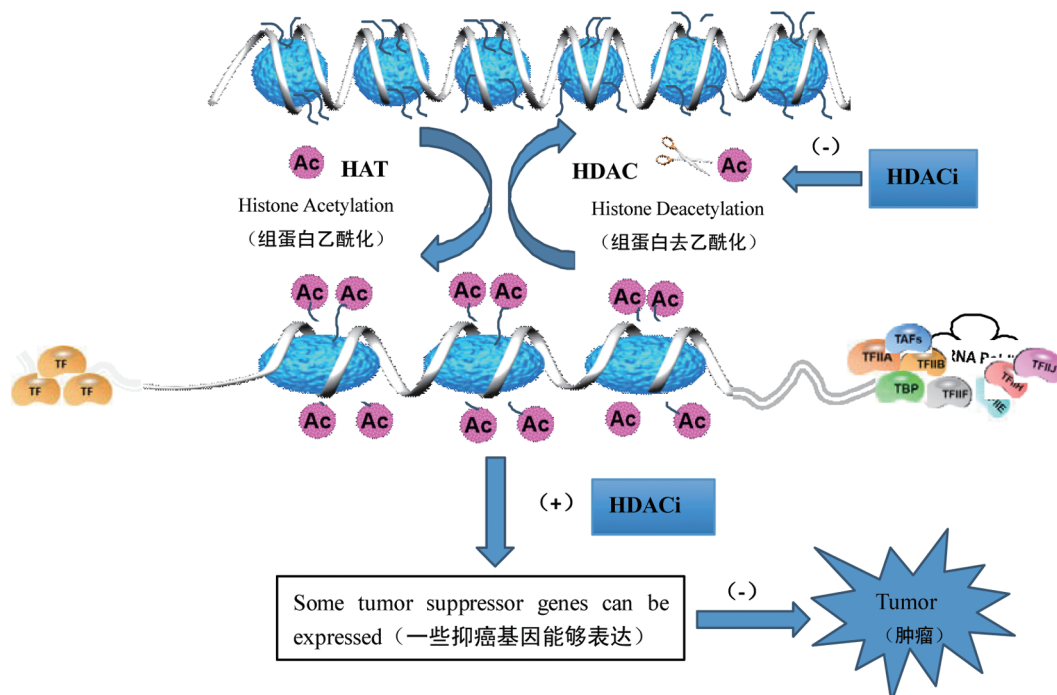 Ac
HAT
Histone Acetylation
（组蛋白乙酰化）
HDAC
Ac
Histone Deacetylation
（组蛋白去乙酰化）
（-）
HDACi
Ac
Ac
Ac
Ac
Ac
Ac
TF
TF
TF
Ac
Ac
Ac
Ac
Ac
Ac
TAFs
TFIIA
TFIIB
TBP
TFIIF
TFIIH
TFIIJ
（+）
HDACi
Some tumor suppressor genes can be
expressed（一些抑癌基因能够表达）
（-）
Tumor
（肿瘤）